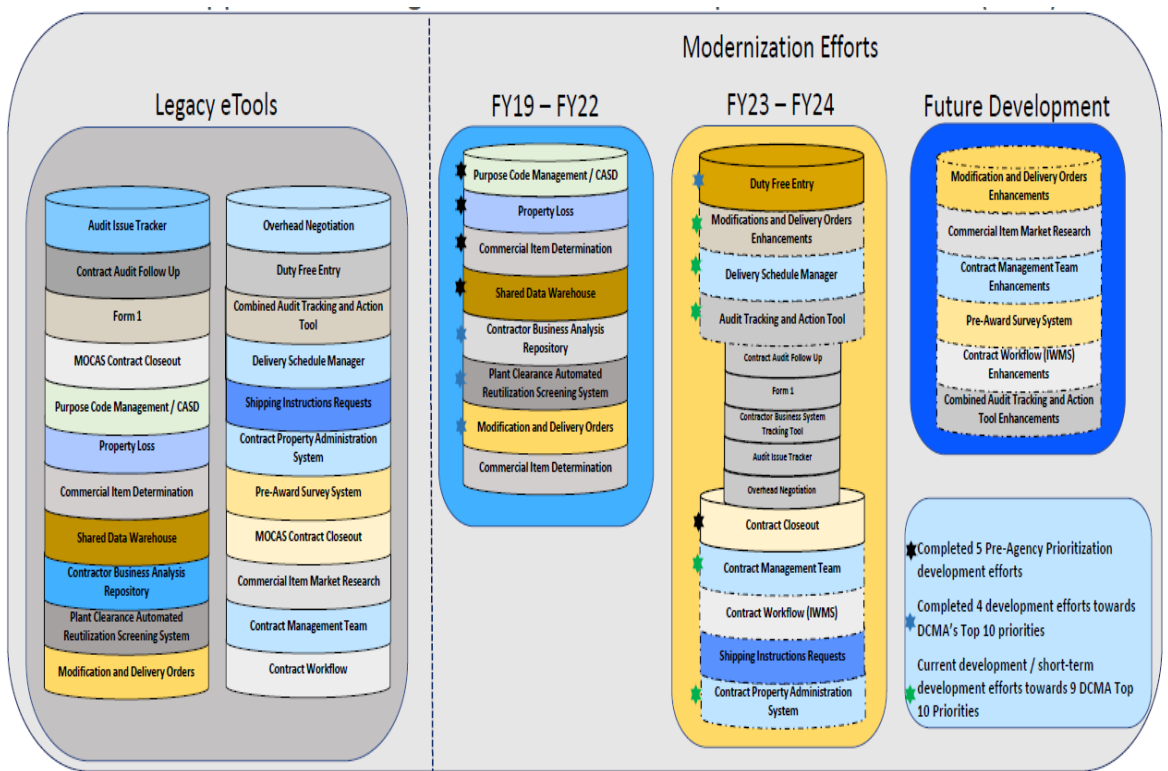 Modernization Efforts
Legacy eTools
Audit Issue Tracker
Contract Audit Follow Up
Form 1
MOCAS Contract Closeout
Purpose Code Management / CASD
Property Loss
Commercial Item Determination
Shared Data Warehouse
Contractor Business Analysis
Repository
Plant Clearance Automated
Reutilization Screening System
Modification and Delivery Orders
Overhead Negotiation
Duty Free Entry
Combined Audit Tracking and Action
Tool
Delivery Schedule Manager
Shipping Instructions Requests
Contract Property Administration
System
Pre-Award Survey System
MOCAS Contract Closeout
Commercial Item Market Research
Contract Management Team
Contract Workflow
FY19 – FY22
Purpose Code Management / CASD
Property Loss
Commercial Item Determination
Shared Data Warehouse
Contractor Business Analysis
Repository
Plant Clearance Automated
Reutilization Screening System
Modification and Delivery Orders
Commercial Item Determination
FY23 – FY24
Duty Free Entry
Modifications and Delivery Orders
Enhancements
Delivery Schedule Manager
Audit Tracking and Action Tool
Contract Audit Follow Up
Form 1
Contractor Business System
Tracking Tool
Audit Issue Tracker
Overhead Negotiation
Contract Closeout
Contract Management Team
Contract Workflow (IWMS)
Shipping Instructions Requests
Contract Property Administration
System
Future Development
Modification and Delivery Orders
Enhancements
Commercial Item Market Research
Contract Management Team
Enhancements
Pre-Award Survey System
Contract Workflow (IWMS)
Enhancements
Combined Audit Tracking and Action
Tool Enhancements
Completed 5 Pre-Agency Prioritization
development efforts
Completed 4 development efforts towards
DCMA's Top 10 priorities
Current development / short-term
development efforts towards 9 DCMA Top
10 Priorities